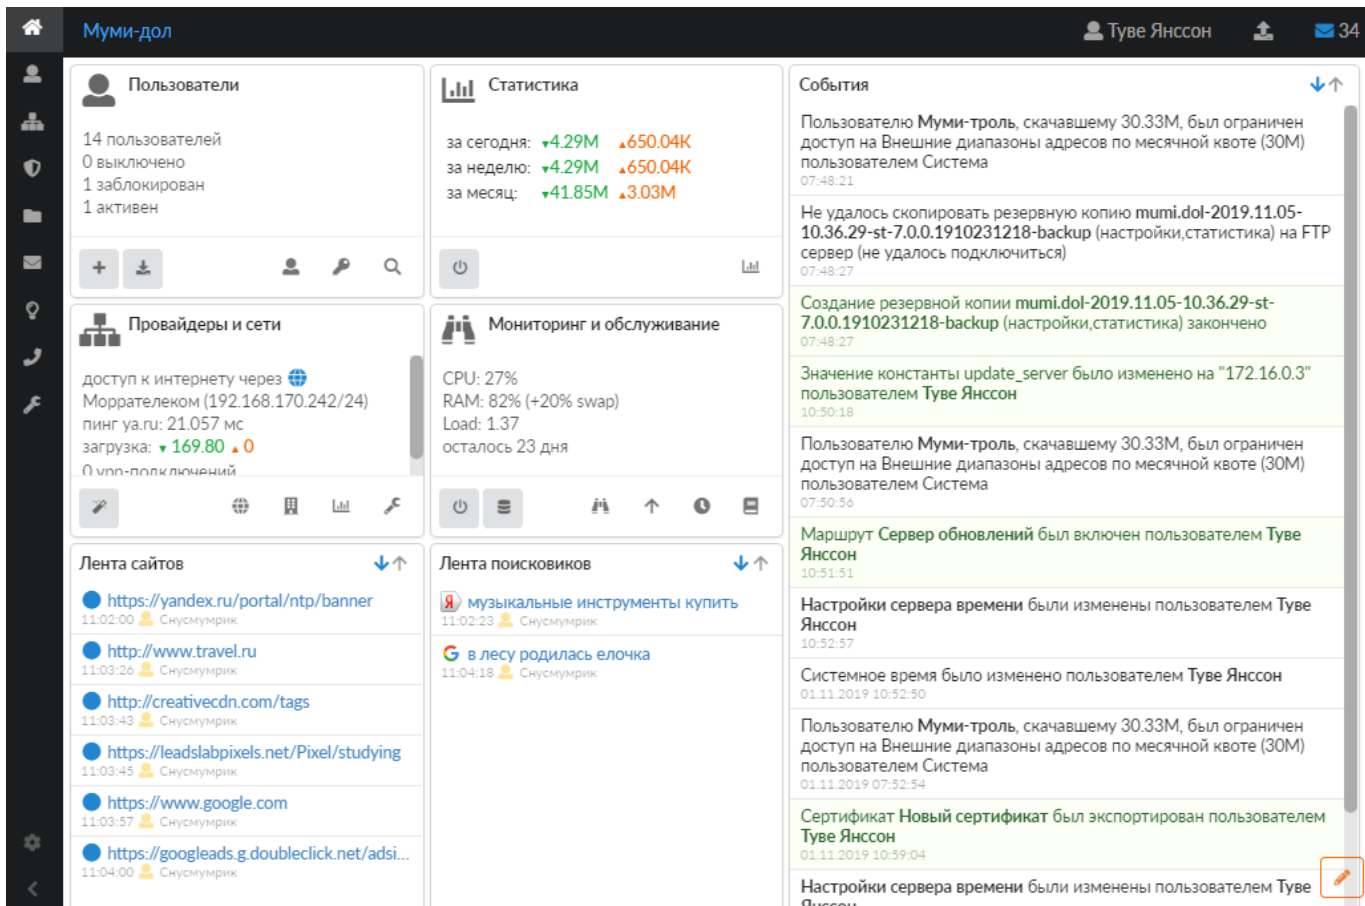 Муми-дол
Туве Янссон
34
Пользователи
14 пользователей
0 выключено
1 заблокирован
1 активен
Статистика
за сегодня: ▾4.29M ▴650.04K
за неделю: ▾4.29M ▴650.04K
за месяц: ▾41.85M ▴3.03M
Провайдеры и сети
доступ к интернету через
Морратeлеком (192.168.170.242/24)
пинг ya.ru: 21.057 мс
загрузка: ▾ 169.80 ▴ 0
0 vpn-подключений
Мониторинг и обслуживание
CPU: 27%
RAM: 82% (+20% swap)
Load: 1.37
осталось 23 дня
Лента сайтов
https://yandex.ru/portal/ntp/banner
11:02:00 Снусмумрик
http://www.travel.ru
11:03:26 Снусмумрик
http://creativecdn.com/tags
11:03:43 Снусмумрик
https://leadslabpixels.net/Pixel/studying
11:03:45 Снусмумрик
https://www.google.com
11:03:57 Снусмумрик
https://googleads.g.doubleclick.net/adsi...
11:04:00 Снусмумрик
Лента поисковиков
Я музыкальные инструменты купить
11:02:23 Снусмумрик
G в лесу родилась елочка
11:04:18 Снусмумрик
События
Пользователю Муми-троль, скачавшему 30.33M, был ограничен
доступ на Внешние диапазоны адресов по месячной квоте (30M)
пользователем Система
07:48:21
Не удалось скопировать резервную копию mumi.dol-2019.11.05-
10.36.29-st-7.0.0.1910231218-backup (настройки,статистика) на FTP
сервер (не удалось подключиться)
07:48:27
Создание резервной копии mumi.dol-2019.11.05-10.36.29-st-
7.0.0.1910231218-backup (настройки,статистика) закончено
07:48:27
Значение константы update_server было изменено на "172.16.0.3"
пользователем Туве Янссон
10:50:18
Пользователю Муми-троль, скачавшему 30.33M, был ограничен
доступ на Внешние диапазоны адресов по месячной квоте (30M)
пользователем Система
07:50:56
Маршрут Сервер обновлений был включен пользователем Туве
Янссон
10:51:51
Настройки сервера времени были изменены пользователем Туве
Янссон
10:52:57
Системное время было изменено пользователем Туве Янссон
01.11.2019 10:52:50
Пользователю Муми-троль, скачавшему 30.33M, был ограничен
доступ на Внешние диапазоны адресов по месячной квоте (30M)
пользователем Система
01.11.2019 07:52:54
Сертификат Новый сертификат был экспортирован пользователем
Туве Янссон
01.11.2019 10:59:04
Настройки сервера времени были изменены пользователем Туве
Янссон